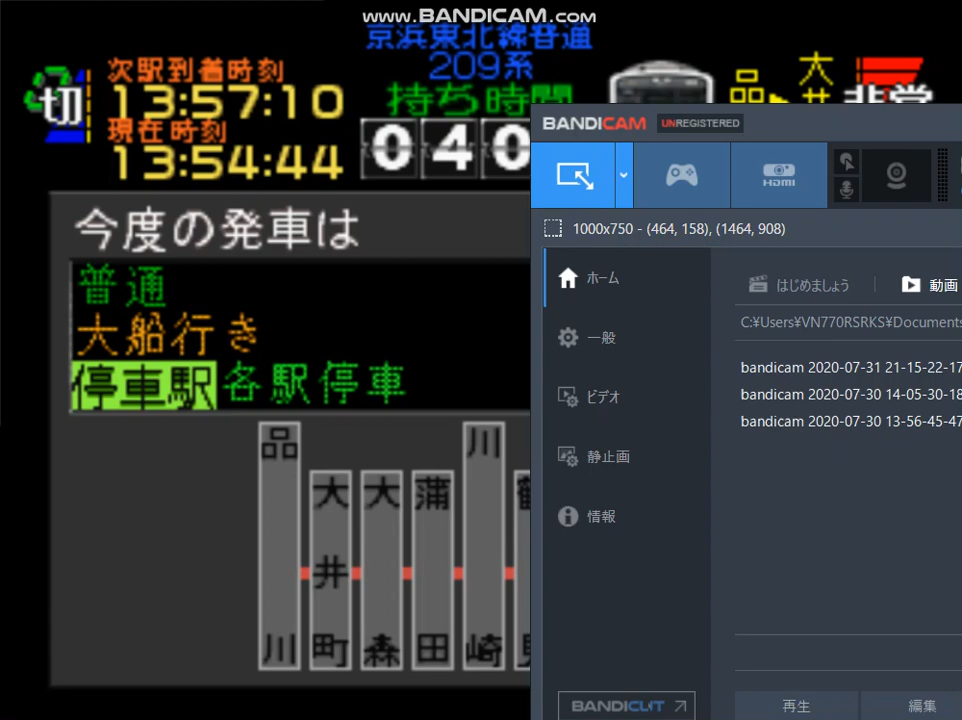 www.BANDICAM.com
京浜東北線普通
209系
次駅到着時刻
13:57:10
現在時刻
13:54:44
切
持ち時間
040
品
大井
非常
今度の発車は
普通
大船行き
停車駅 各駅停車
品川
大井町
大森
蒲田
川崎
BANDICAM UNREGISTERED
HDMI
1000x750 - (464, 158), (1464, 908)
ホーム
一般
ビデオ
静止画
情報
はじめましょう
動画
C:¥Users¥VN770RSRKS¥Documents
bandicam 2020-07-31 21-15-22-17
bandicam 2020-07-30 14-05-30-18
bandicam 2020-07-30 13-56-45-47
BANDICUT
再生
編集